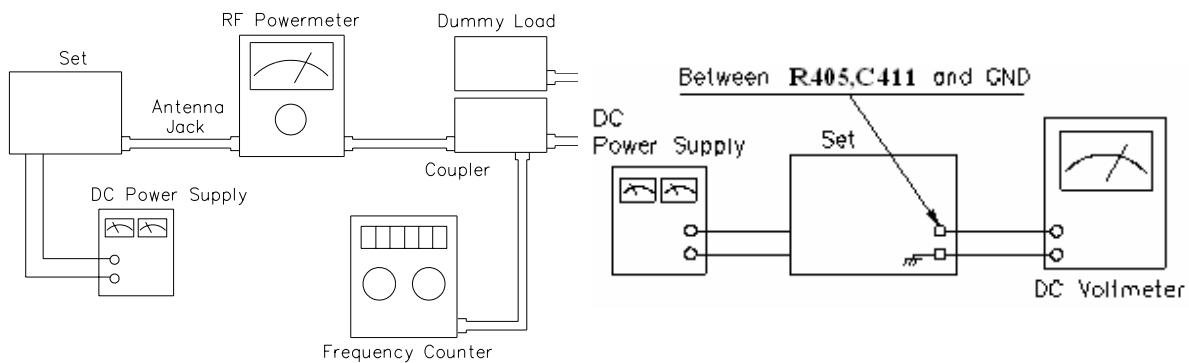 RF Powermeter
Dummy Load
Set
Antenna
Jack
Coupler
DC Power Supply
Frequency Counter
Between R405,C411 and GND
DC
Power Supply
Set
DC Voltmeter